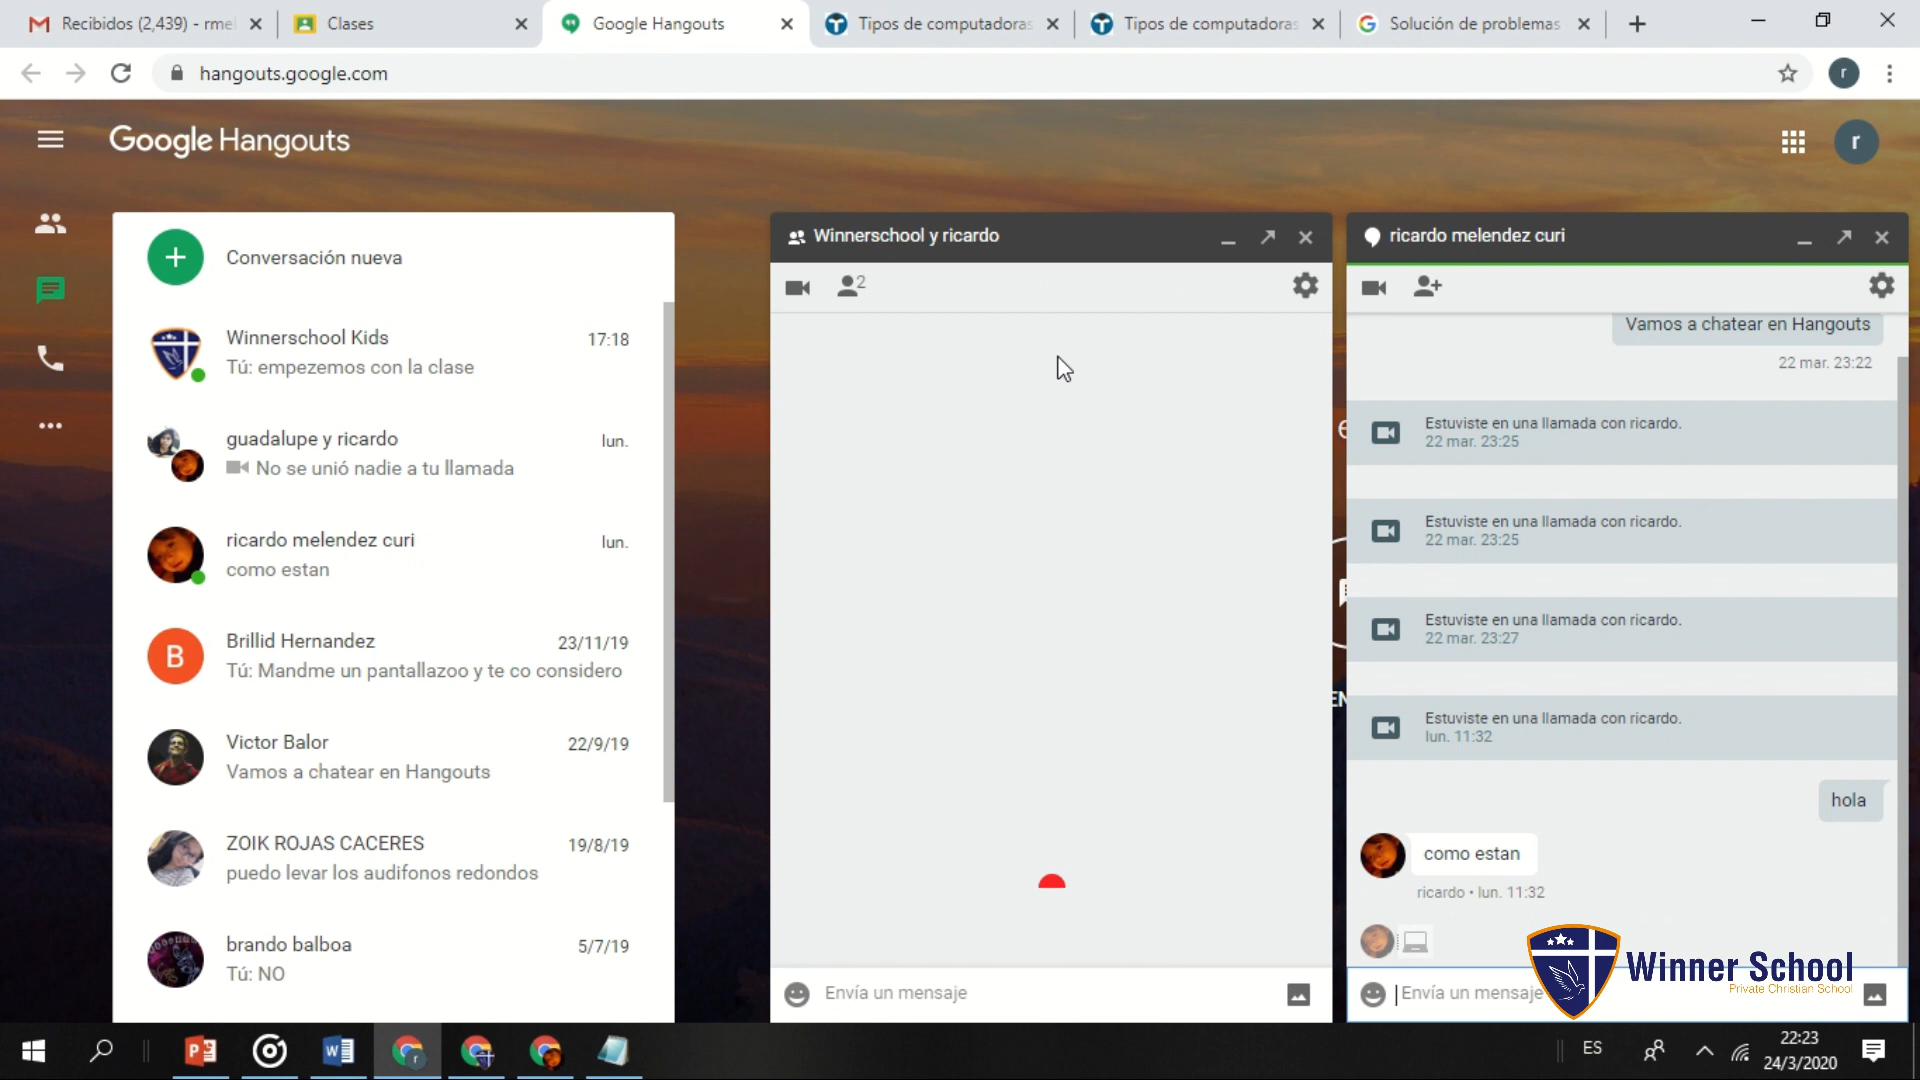 Recibidos (2,439) - rme
Clases
Google Hangouts
Tipos de computadoras
Tipos de computadoras
Solución de problemas
hangouts.google.com
r
Google Hangouts
r
Conversación nueva
Winnerschool Kids
17:18
Tú: empezemos con la clase
guadalupe y ricardo
lun.
No se unió nadie a tu llamada
ricardo melendez curi
lun.
como estan
B
Brillid Hernandez
23/11/19
Tú: Mandme un pantallazoo y te co considero
Victor Balor
22/9/19
Vamos a chatear en Hangouts
ZOIK ROJAS CACERES
19/8/19
puedo levar los audifonos redondos
brando balboa
5/7/19
Tú: NO
Winnerschool y ricardo
2
Envía un mensaje
ricardo melendez curi
Vamos a chatear en Hangouts
22 mar. 23:22
Estuviste en una llamada con ricardo.
22 mar. 23:25
Estuviste en una llamada con ricardo.
22 mar. 23:25
Estuviste en una llamada con ricardo.
22 mar. 23:27
Estuviste en una llamada con ricardo.
lun. 11:32
hola
como estan
ricardo • lun. 11:32
Envía un mensaje
Winner School
Private Christian School
ES
22:23
24/3/2020